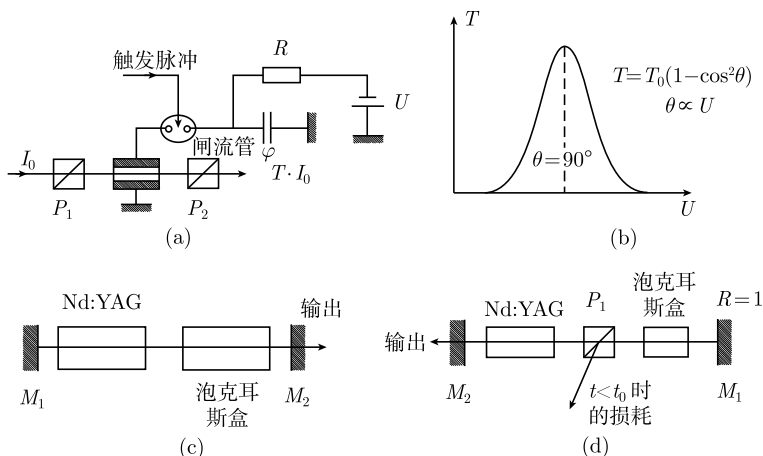 触发脉冲
R
U
闸流管
φ
I₀
T·I₀
P₁
P₂
(a)
T
T=T₀(1−cos²θ)
θ∝U
θ=90°
U
(b)
Nd:YAG
输出
泡克耳
斯盒
M₁
M₂
(c)
泡克耳
斯盒
Nd:YAG
P₁
R=1
输出
M₂
t<t₀时
的损耗
M₁
(d)